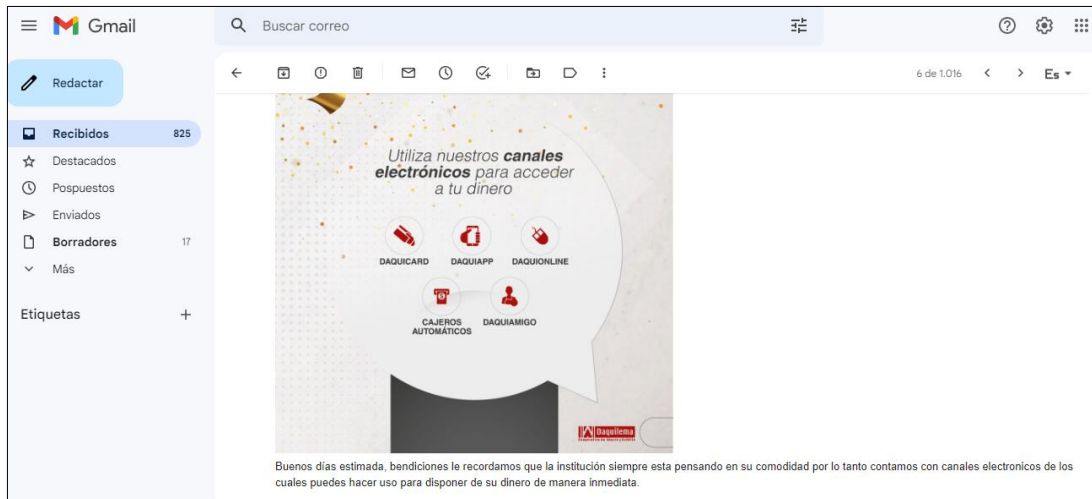 Gmail
Buscar correo
Redactar
6 de 1.016
Es
Recibidos 825
Destacados
Pospuestos
Enviados
Borradores 17
Más
Etiquetas
Utiliza nuestros canales
electrónicos para acceder
a tu dinero
DAQUICARD DAQUIAPP DAQUIONLINE
CAJEROS
AUTOMÁTICOS
DAQUIAMIGO
Daquilema
Buenos días estimada, bendiciones le recordamos que la institución siempre esta pensando en su comodidad por lo tanto contamos con canales electronicos de los
cuales puedes hacer uso para disponer de su dinero de manera inmediata.